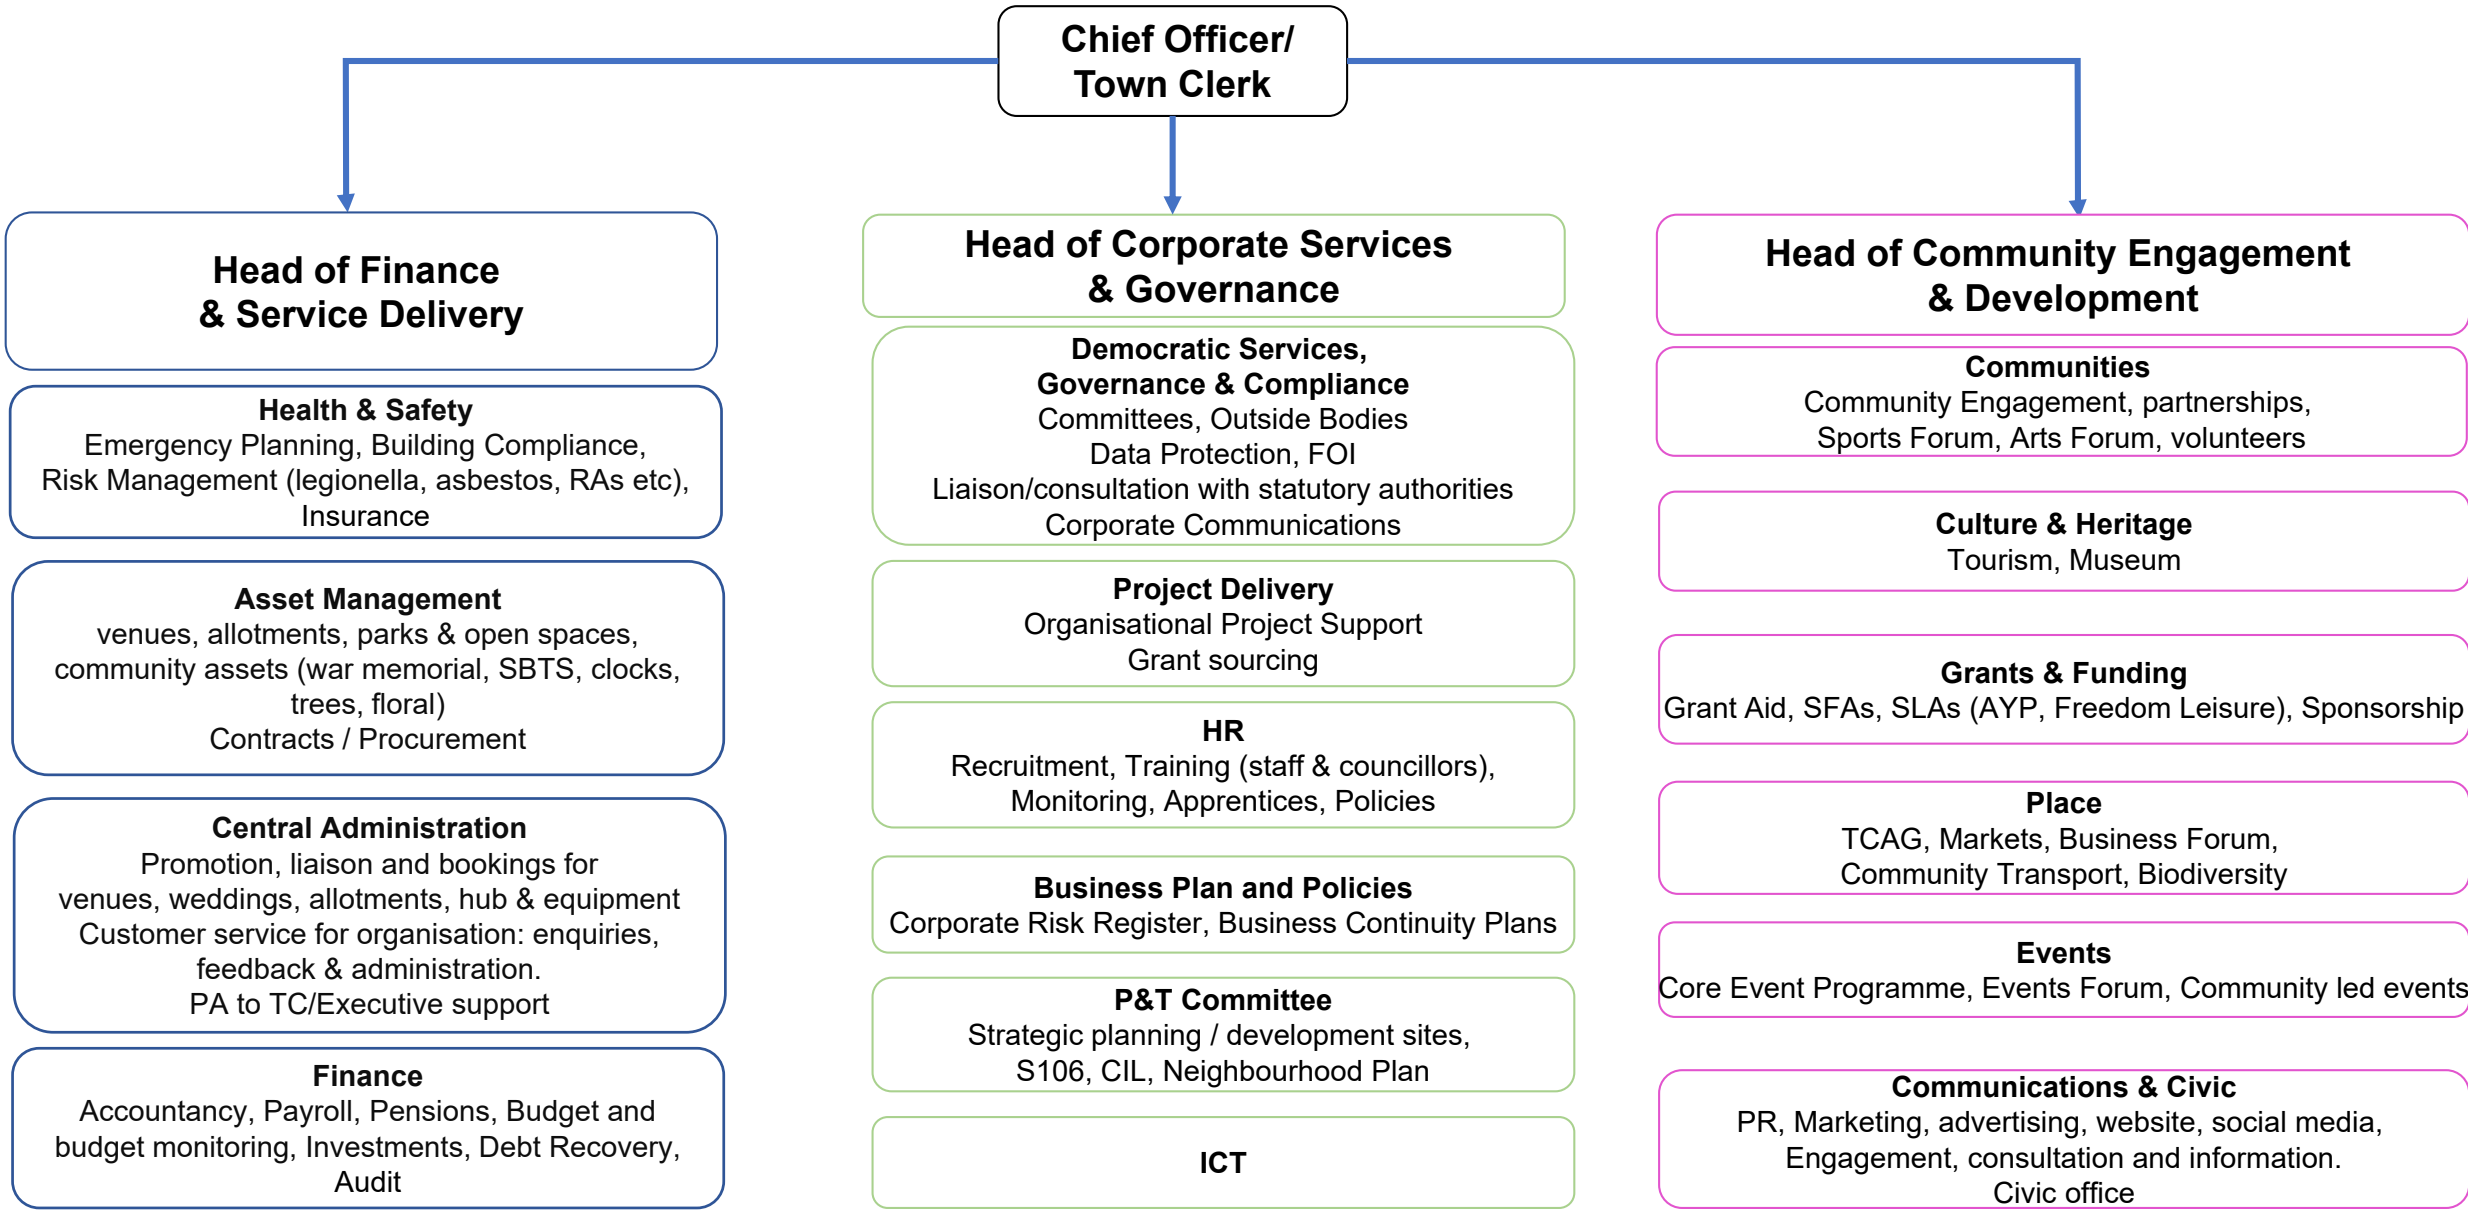 Chief Officer/
Town Clerk
Head of Finance
& Service Delivery
Health & Safety
Emergency Planning, Building Compliance,
Risk Management (legionella, asbestos, RAs etc),
Insurance
Asset Management
venues, allotments, parks & open spaces,
community assets (war memorial, SBTS, clocks,
trees, floral)
Contracts / Procurement
Central Administration
Promotion, liaison and bookings for
venues, weddings, allotments, hub & equipment
Customer service for organisation: enquiries,
feedback & administration.
PA to TC/Executive support
Finance
Accountancy, Payroll, Pensions, Budget and
budget monitoring, Investments, Debt Recovery,
Audit
Head of Corporate Services
& Governance
Democratic Services,
Governance & Compliance
Committees, Outside Bodies
Data Protection, FOI
Liaison/consultation with statutory authorities
Corporate Communications
Project Delivery
Organisational Project Support
Grant sourcing
HR
Recruitment, Training (staff & councillors),
Monitoring, Apprentices, Policies
Business Plan and Policies
Corporate Risk Register, Business Continuity Plans
P&T Committee
Strategic planning / development sites,
S106, CIL, Neighbourhood Plan
ICT
Head of Community Engagement
& Development
Communities
Community Engagement, partnerships,
Sports Forum, Arts Forum, volunteers
Culture & Heritage
Tourism, Museum
Grants & Funding
Grant Aid, SFAs, SLAs (AYP, Freedom Leisure), Sponsorship
Place
TCAG, Markets, Business Forum,
Community Transport, Biodiversity
Events
Core Event Programme, Events Forum, Community led events
Communications & Civic
PR, Marketing, advertising, website, social media,
Engagement, consultation and information.
Civic office